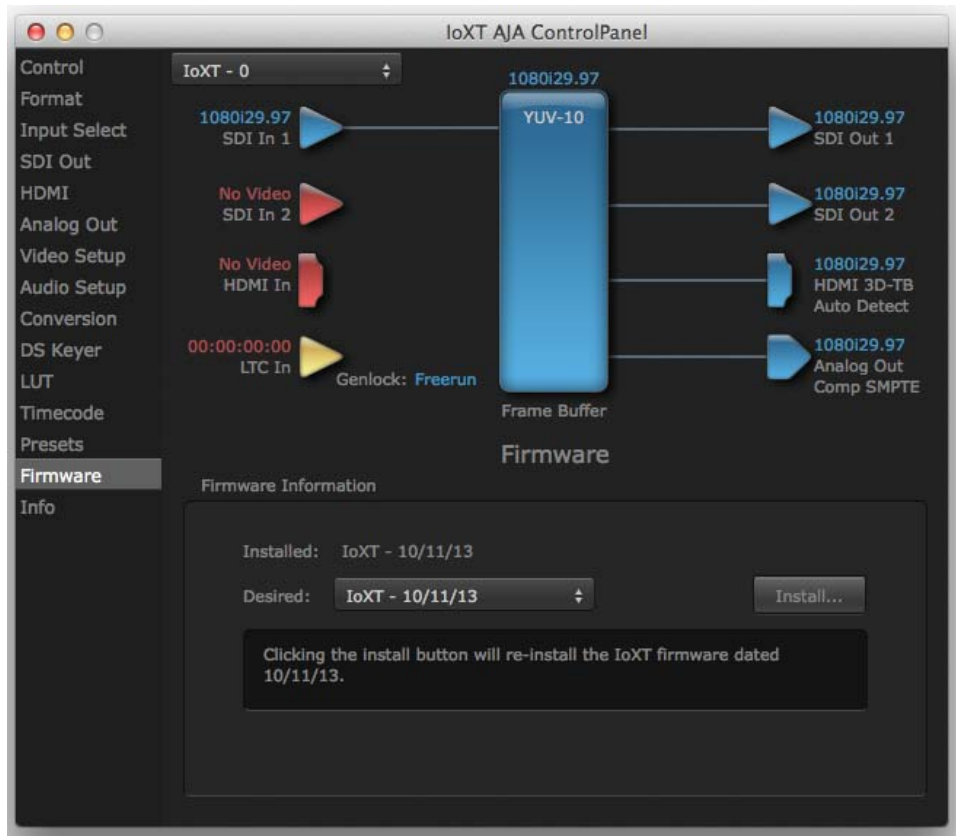 IoXT AJA ControlPanel
Control
Format
Input Select
SDI Out
HDMI
Analog Out
Video Setup
Audio Setup
Conversion
DS Keyer
LUT
Timecode
Presets
Firmware
Info
IoXT - 0
1080i29.97
SDI In 1
No Video
SDI In 2
No Video
HDMI In
00:00:00:00
LTC In
Genlock: Freerun
1080i29.97
YUV-10
Frame Buffer
1080i29.97
SDI Out 1
1080i29.97
SDI Out 2
1080i29.97
HDMI 3D-TB
Auto Detect
1080i29.97
Analog Out
Comp SMPTE
Firmware
Firmware Information
Installed: IoXT - 10/11/13
Desired: IoXT - 10/11/13
Install...
Clicking the install button will re-install the IoXT firmware dated
10/11/13.